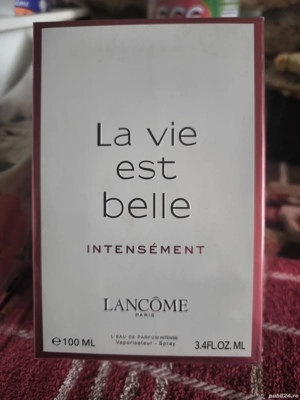 La vie
est
belle
INTENSÉMENT
LANCÔME
PARIS
L'EAU DE PARFUM INTENSE
℮ 100 ML Vaporisateur - Spray 3.4FL.OZ. ML
pub24.ro